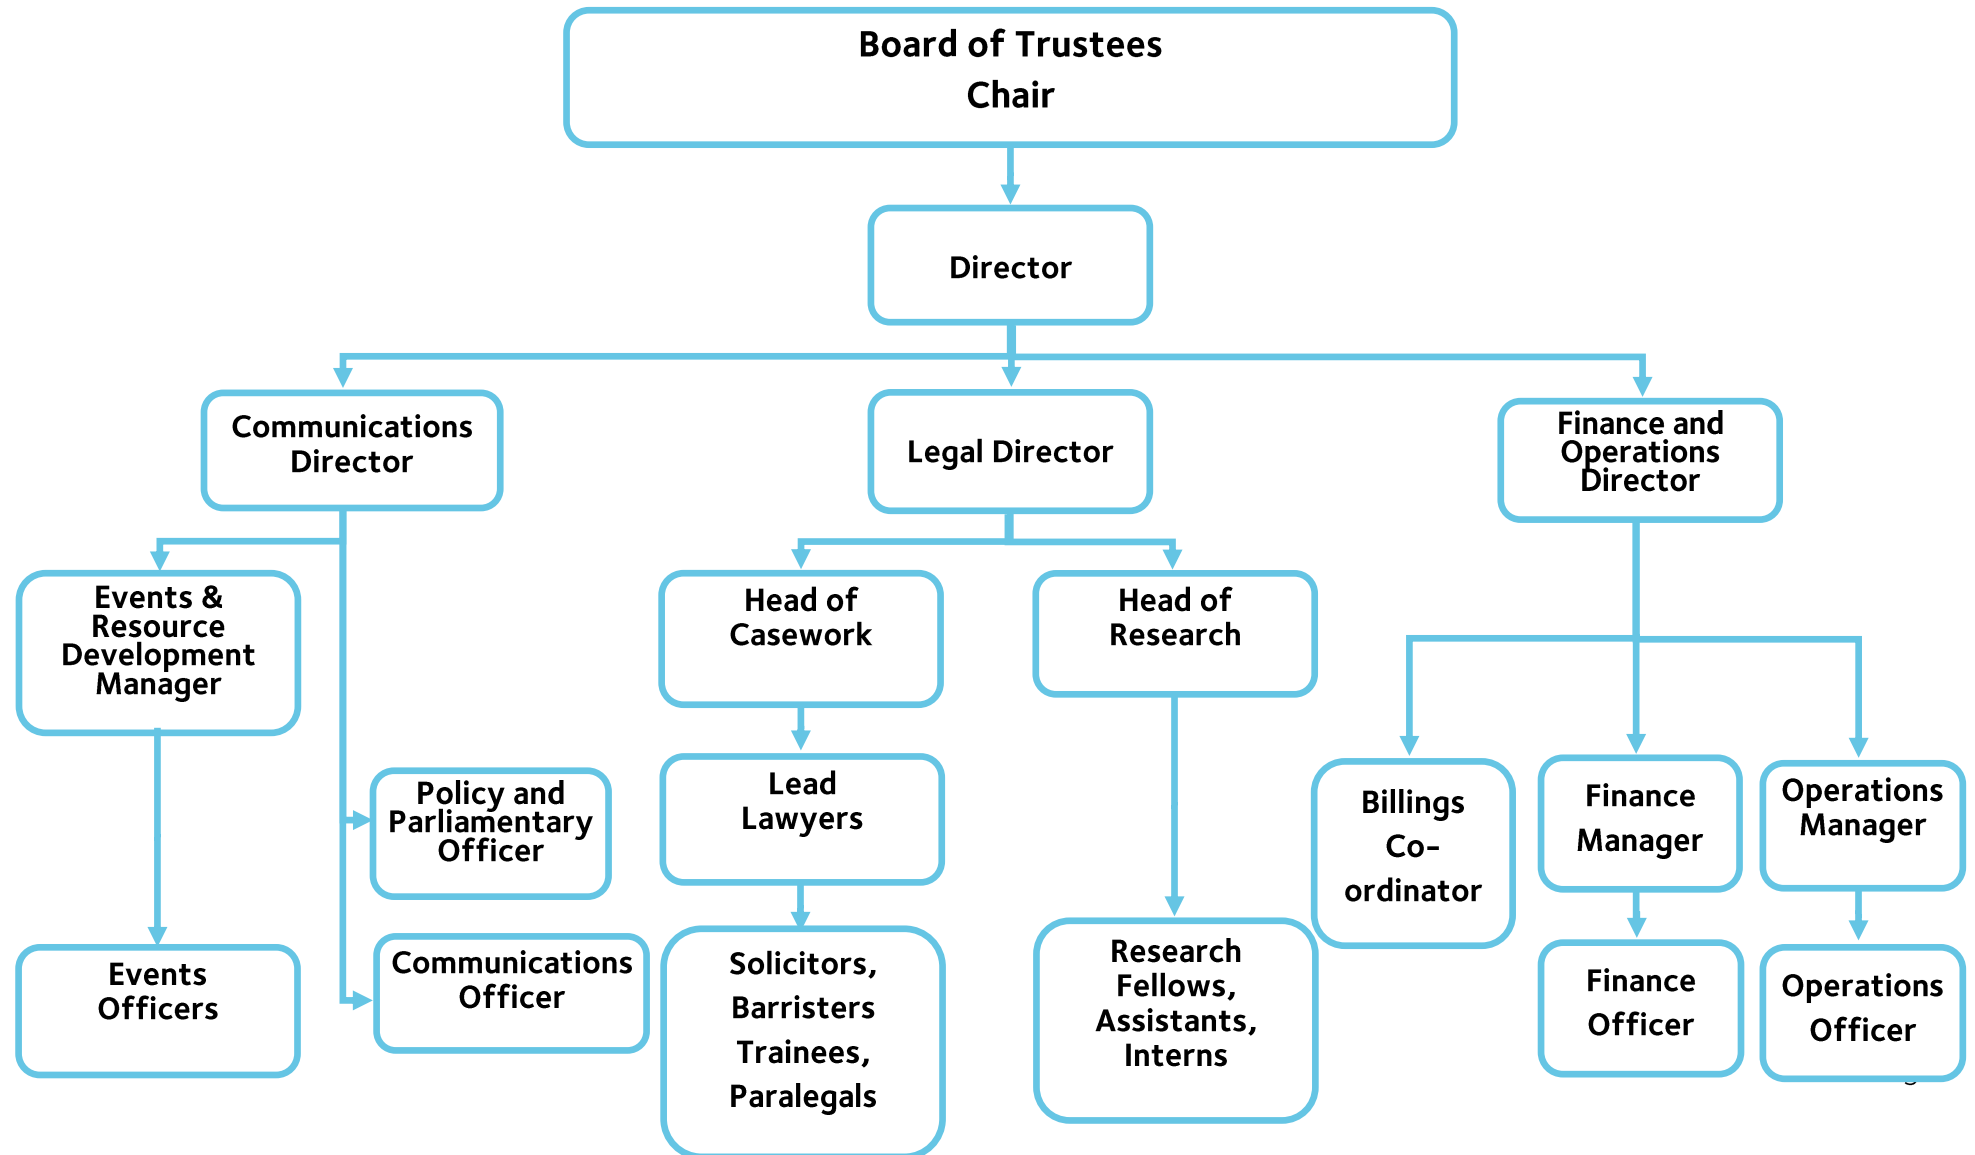 Board of Trustees
Chair
Director
Communications
Director
Legal Director
Finance and
Operations
Director
Events &
Resource
Development
Manager
Head of
Casework
Head of
Research
Policy and
Parliamentary
Officer
Lead
Lawyers
Billings
Co-
ordinator
Finance
Manager
Operations
Manager
Events
Officers
Communications
Officer
Solicitors,
Barristers
Trainees,
Paralegals
Research
Fellows,
Assistants,
Interns
Finance
Officer
Operations
Officer